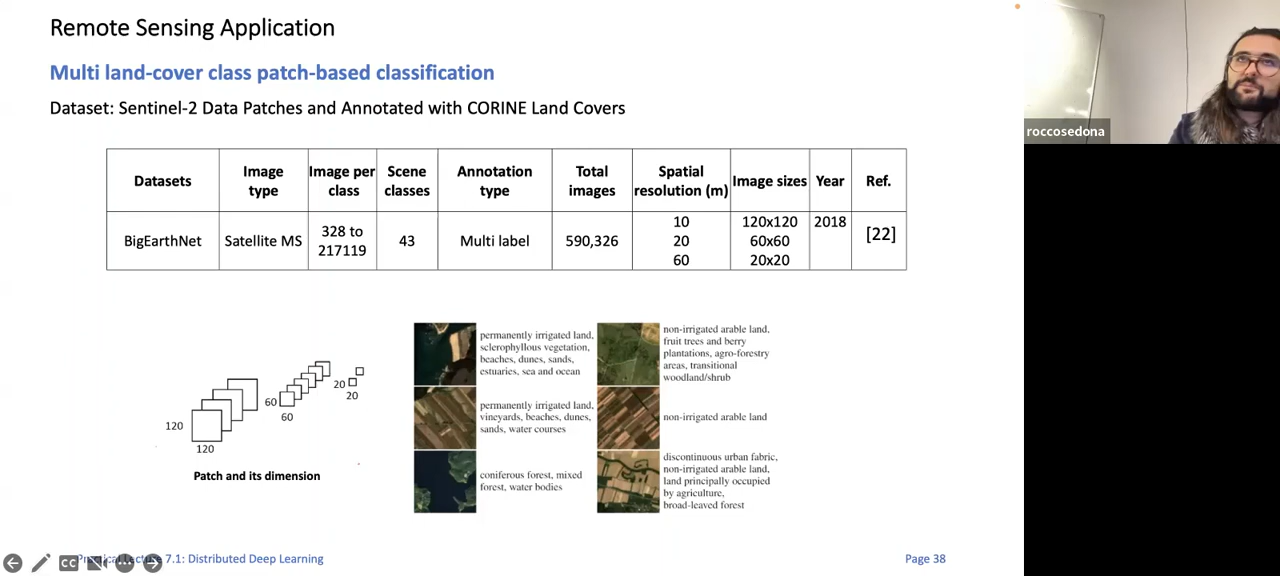 Remote Sensing Application
Multi land-cover class patch-based classification
Dataset: Sentinel-2 Data Patches and Annotated with CORINE Land Covers
roccosedona
Datasets
Image type
Image per class
Scene classes
Annotation type
Total images
Spatial resolution (m)
Image sizes
Year
Ref.
BigEarthNet
Satellite MS
328 to 217119
43
Multi label
590,326
10
20
60
120x120
60x60
20x20
2018
[22]
120
120
60
60
20
20
Patch and its dimension
permanently irrigated land,
sclerophyllous vegetation,
beaches, dunes, sands,
estuaries, sea and ocean
non-irrigated arable land,
fruit trees and berry
plantations, agro-forestry
areas, transitional
woodland/shrub
permanently irrigated land,
vineyards, beaches, dunes,
sands, water courses
non-irrigated arable land
coniferous forest, mixed
forest, water bodies
discontinuous urban fabric,
non-irrigated arable land,
land principally occupied
by agriculture,
broad-leaved forest
CC
7.1: Distributed Deep Learning
Page 38